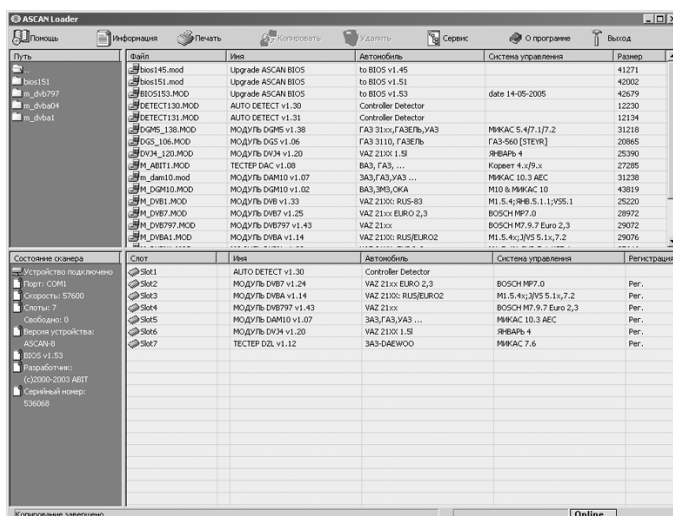 ASCAN Loader
Помощь Информация Печать Копировать Удалить Сервис О программе Выход
Путь
..
bios151
m_dvb797
m_dvba04
m_dvba1
Файл Имя Автомобиль Система управления Размер
bios145.mod Upgrade ASCAN BIOS to BIOS v1.45 41271
bios151.mod Upgrade ASCAN BIOS to BIOS v1.51 42002
BIOS153.MOD Upgrade ASCAN BIOS to BIOS v1.53 date 14-05-2005 42679
DETECT130.MOD AUTO DETECT v1.30 Controller Detector 12230
DETECT131.MOD AUTO DETECT v1.31 Controller Detector 12134
DGM5_138.MOD МОДУЛЬ DGM5 v1.38 ГАЗ 31xx,ГАЗЕЛЬ,УАЗ МИКАС 5.4/7.1/7.2 31218
DG5_106.MOD МОДУЛЬ DG5 v1.06 ГАЗ 3110, ГАЗЕЛЬ ГАЗ-560 [STEYR] 20865
DVJ4_120.MOD МОДУЛЬ DVJ4 v1.20 VAZ 21XX 1.5l ЯНВАРЬ 4 25390
M_ABIT1.MOD ТЕСТЕР DAC v1.08 ВАЗ, ГАЗ, ... Корвет 4.x/9.x 27285
m_dam10.mod МОДУЛЬ DAM10 v1.07 ЗАЗ,ГАЗ,УАЗ ... МИКАС 10.3 АЕС 31238
M_DGM10.MOD МОДУЛЬ DGM10 v1.02 ВАЗ,ЗМЗ,ОКА M10 & МИКАС 10 43819
M_DVB1.MOD МОДУЛЬ DVB v1.33 VAZ 21XX: RUS-83 M1.5.4;ЯНВ.5.1.1;VS5.1 25220
M_DVB7.MOD МОДУЛЬ DVB7 v1.25 VAZ 21xx EURO 2,3 BOSCH MP7.0 28972
M_DVB797.MOD МОДУЛЬ DVB797 v1.43 VAZ 21xx BOSCH M7.9.7 Euro 2,3 29072
M_DVBA1.MOD МОДУЛЬ DVBA v1.14 VAZ 21XX: RUS/EURO2 M1.5.4x;J/VS 5.1x,7.2 29076
Состояние сканера
Устройство подключено
Порт: COM1
Скорость: 57600
Слоты: 7
Свободно: 0
Версия устройства:
ASCAN-8
BIOS v1.53
Разработчик:
(c)2000-2003 ABIT
Серийный номер:
536068
Слот Имя Автомобиль Система управления Регистрация
Slot1 AUTO DETECT v1.30 Controller Detector
Slot2 МОДУЛЬ DVB7 v1.24 VAZ 21xx EURO 2,3 BOSCH MP7.0 Рег.
Slot3 МОДУЛЬ DVBA v1.14 VAZ 21XX: RUS/EURO2 M1.5.4x;J/VS 5.1x,7.2 Рег.
Slot4 МОДУЛЬ DVB797 v1.43 VAZ 21xx BOSCH M7.9.7 Euro 2,3 Рег.
Slot5 МОДУЛЬ DAM10 v1.07 ЗАЗ,ГАЗ,УАЗ ... МИКАС 10.3 АЕС Рег.
Slot6 МОДУЛЬ DVJ4 v1.20 VAZ 21XX 1.5l ЯНВАРЬ 4 Рег.
Slot7 ТЕСТЕР DZL v1.12 ЗАЗ-DAEWOO МИКАС 7.6 Рег.
Копирование завершено Online